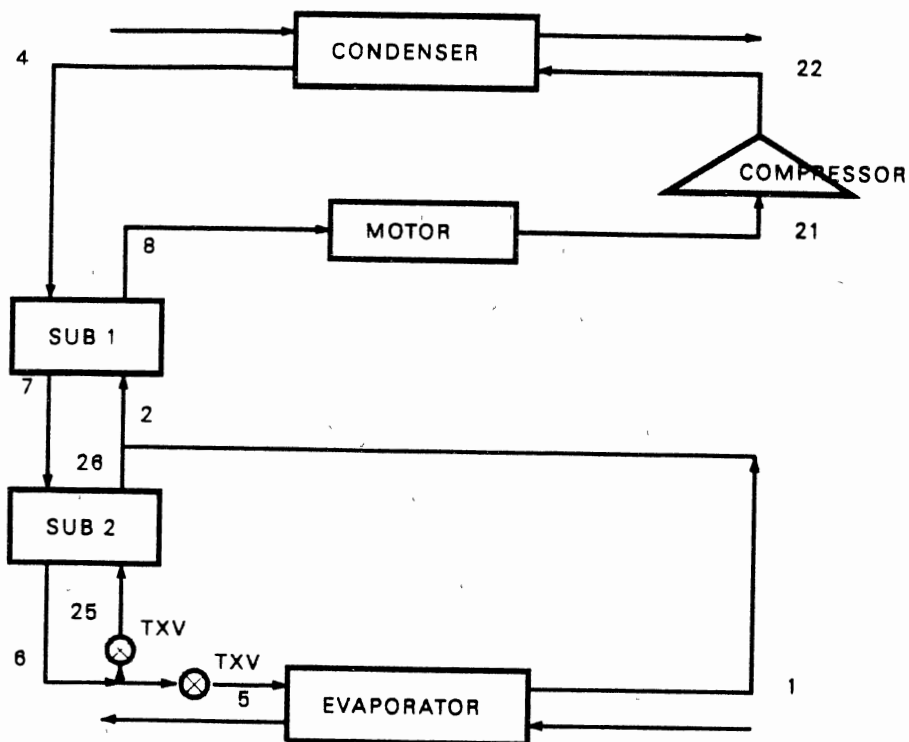 4
CONDENSER
22
COMPRESSOR
8
MOTOR
21
SUB 1
7
2
26
SUB 2
25
TXV
6
TXV
5
EVAPORATOR
1